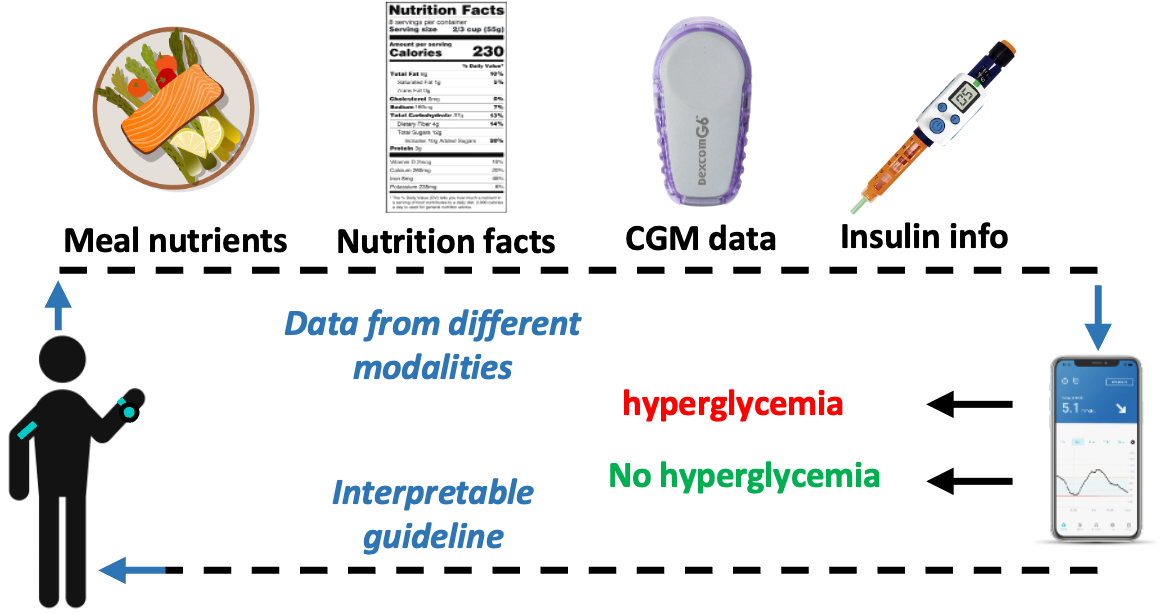 Nutrition Facts
8 servings per container
Serving size 2/3 cup (55g)
Amount per serving
Calories 230
% Daily Value*
Total Fat 8g 10%
Saturated Fat 1g 5%
Trans Fat 0g
Cholesterol 0mg 0%
Sodium 160mg 7%
Total Carbohydrate 37g 13%
Dietary Fiber 4g 14%
Total Sugars 12g
Includes 10g Added Sugars 20%
Protein 3g
Vitamin D 2mcg 10%
Calcium 260mg 20%
Iron 8mg 45%
Potassium 235mg 6%
dexcom G6
Meal nutrients
Nutrition facts
CGM data
Insulin info
Data from different
modalities
hyperglycemia
No hyperglycemia
Interpretable
guideline
5.1